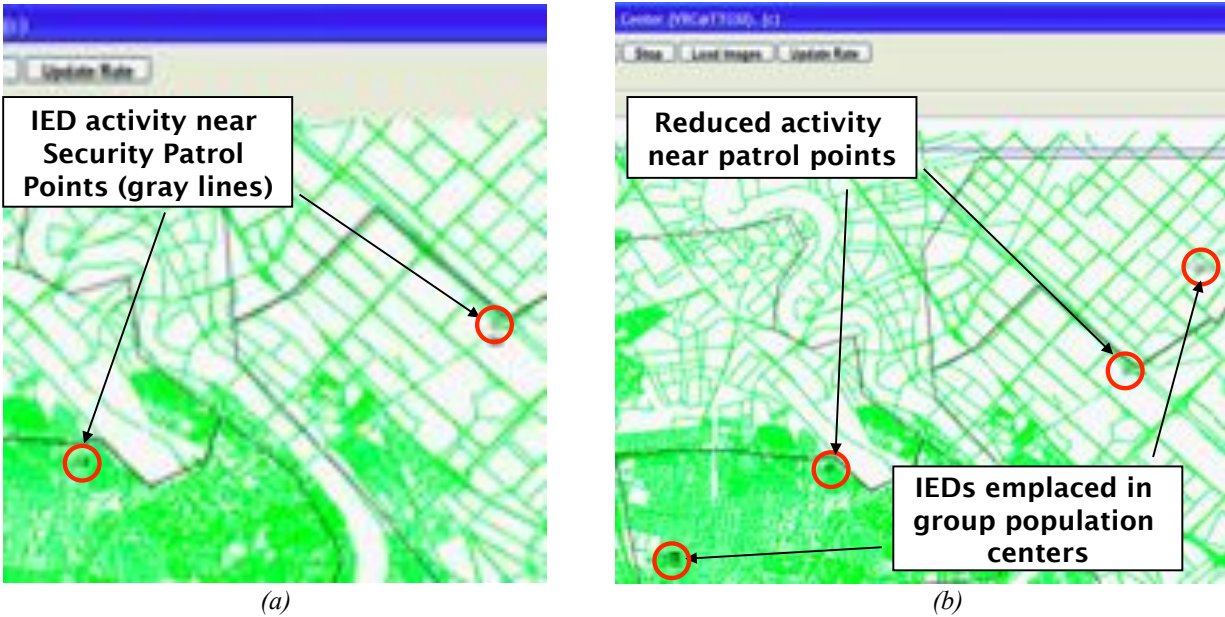 Update Rate
IED activity near
Security Patrol
Points (gray lines)
(a)
Stop Load Images Update Rate
Reduced activity
near patrol points
IEDs emplaced in
group population
centers
(b)